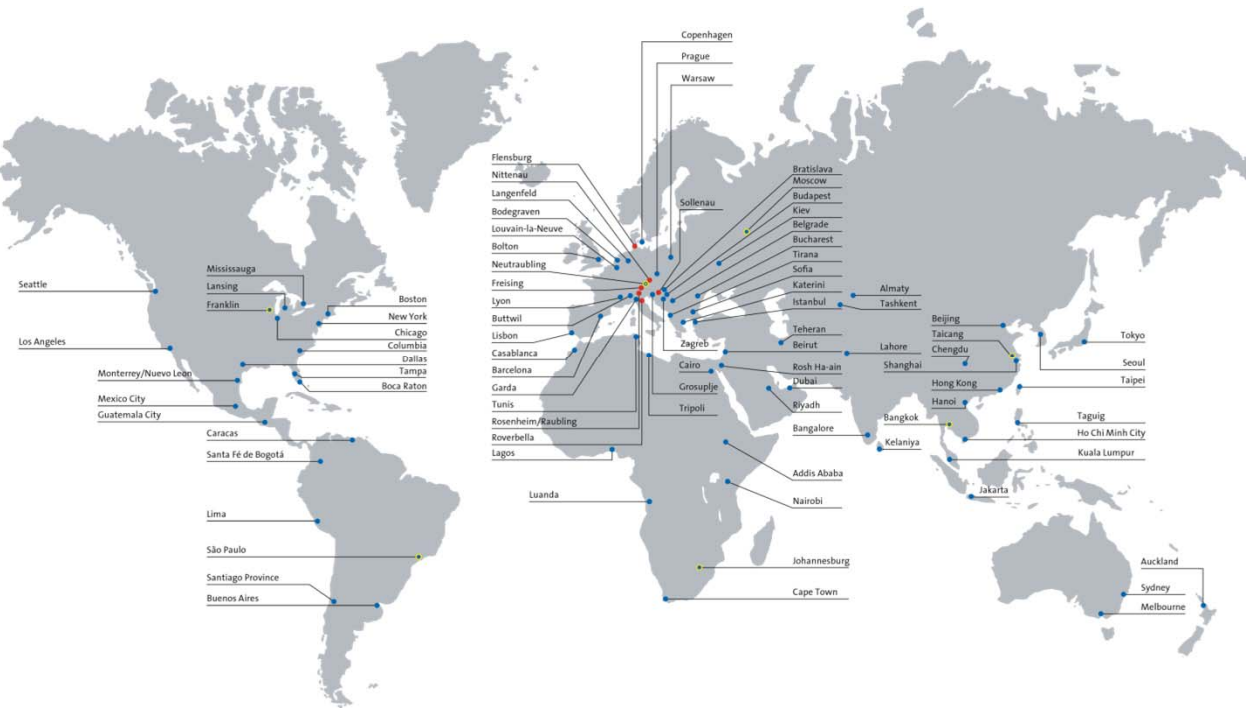 Copenhagen
Prague
Warsaw
Flensburg
Nittenau
Langenfeld
Bodegraven
Louvain-la-Neuve
Bolton
Neutraubling
Freising
Lyon
Buttwil
Lisbon
Casablanca
Barcelona
Garda
Tunis
Rosenheim/Raubling
Roverbella
Lagos
Luanda
Sollenau
Bratislava
Moscow
Budapest
Kiev
Belgrade
Bucharest
Tirana
Sofia
Katerini
Istanbul
Teheran
Beirut
Rosh Ha-ain
Dubai
Riyadh
Bangalore
Zagreb
Cairo
Grosuplje
Tripoli
Addis Ababa
Nairobi
Johannesburg
Cape Town
Almaty
Tashkent
Lahore
Kelaniya
Beijing
Taicang
Chengdu
Shanghai
Hong Kong
Hanoi
Bangkok
Jakarta
Tokyo
Seoul
Taipei
Taguig
Ho Chi Minh City
Kuala Lumpur
Auckland
Sydney
Melbourne
Seattle
Los Angeles
Mississauga
Lansing
Franklin
Boston
New York
Chicago
Columbia
Dallas
Tampa
Boca Raton
Monterrey/Nuevo Leon
Mexico City
Guatemala City
Caracas
Santa Fé de Bogotá
Lima
São Paulo
Santiago Province
Buenos Aires